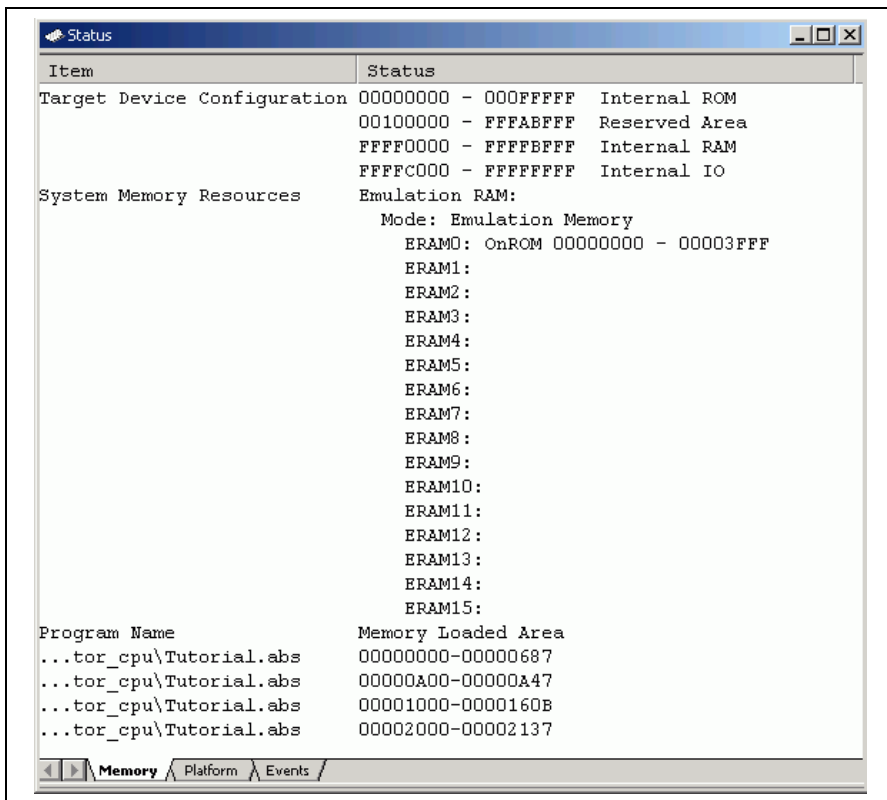 Status
Item Status
Target Device Configuration 00000000 - 000FFFFF Internal ROM
00100000 - FFFABFFF Reserved Area
FFFF0000 - FFFFBFFF Internal RAM
FFFFC000 - FFFFFFFF Internal IO
System Memory Resources Emulation RAM:
Mode: Emulation Memory
ERAM0: OnROM 00000000 - 00003FFF
ERAM1:
ERAM2:
ERAM3:
ERAM4:
ERAM5:
ERAM6:
ERAM7:
ERAM8:
ERAM9:
ERAM10:
ERAM11:
ERAM12:
ERAM13:
ERAM14:
ERAM15:
Program Name Memory Loaded Area
...tor_cpu\Tutorial.abs 00000000-00000687
...tor_cpu\Tutorial.abs 00000A00-00000A47
...tor_cpu\Tutorial.abs 00001000-0000160B
...tor_cpu\Tutorial.abs 00002000-00002137
Memory Platform Events